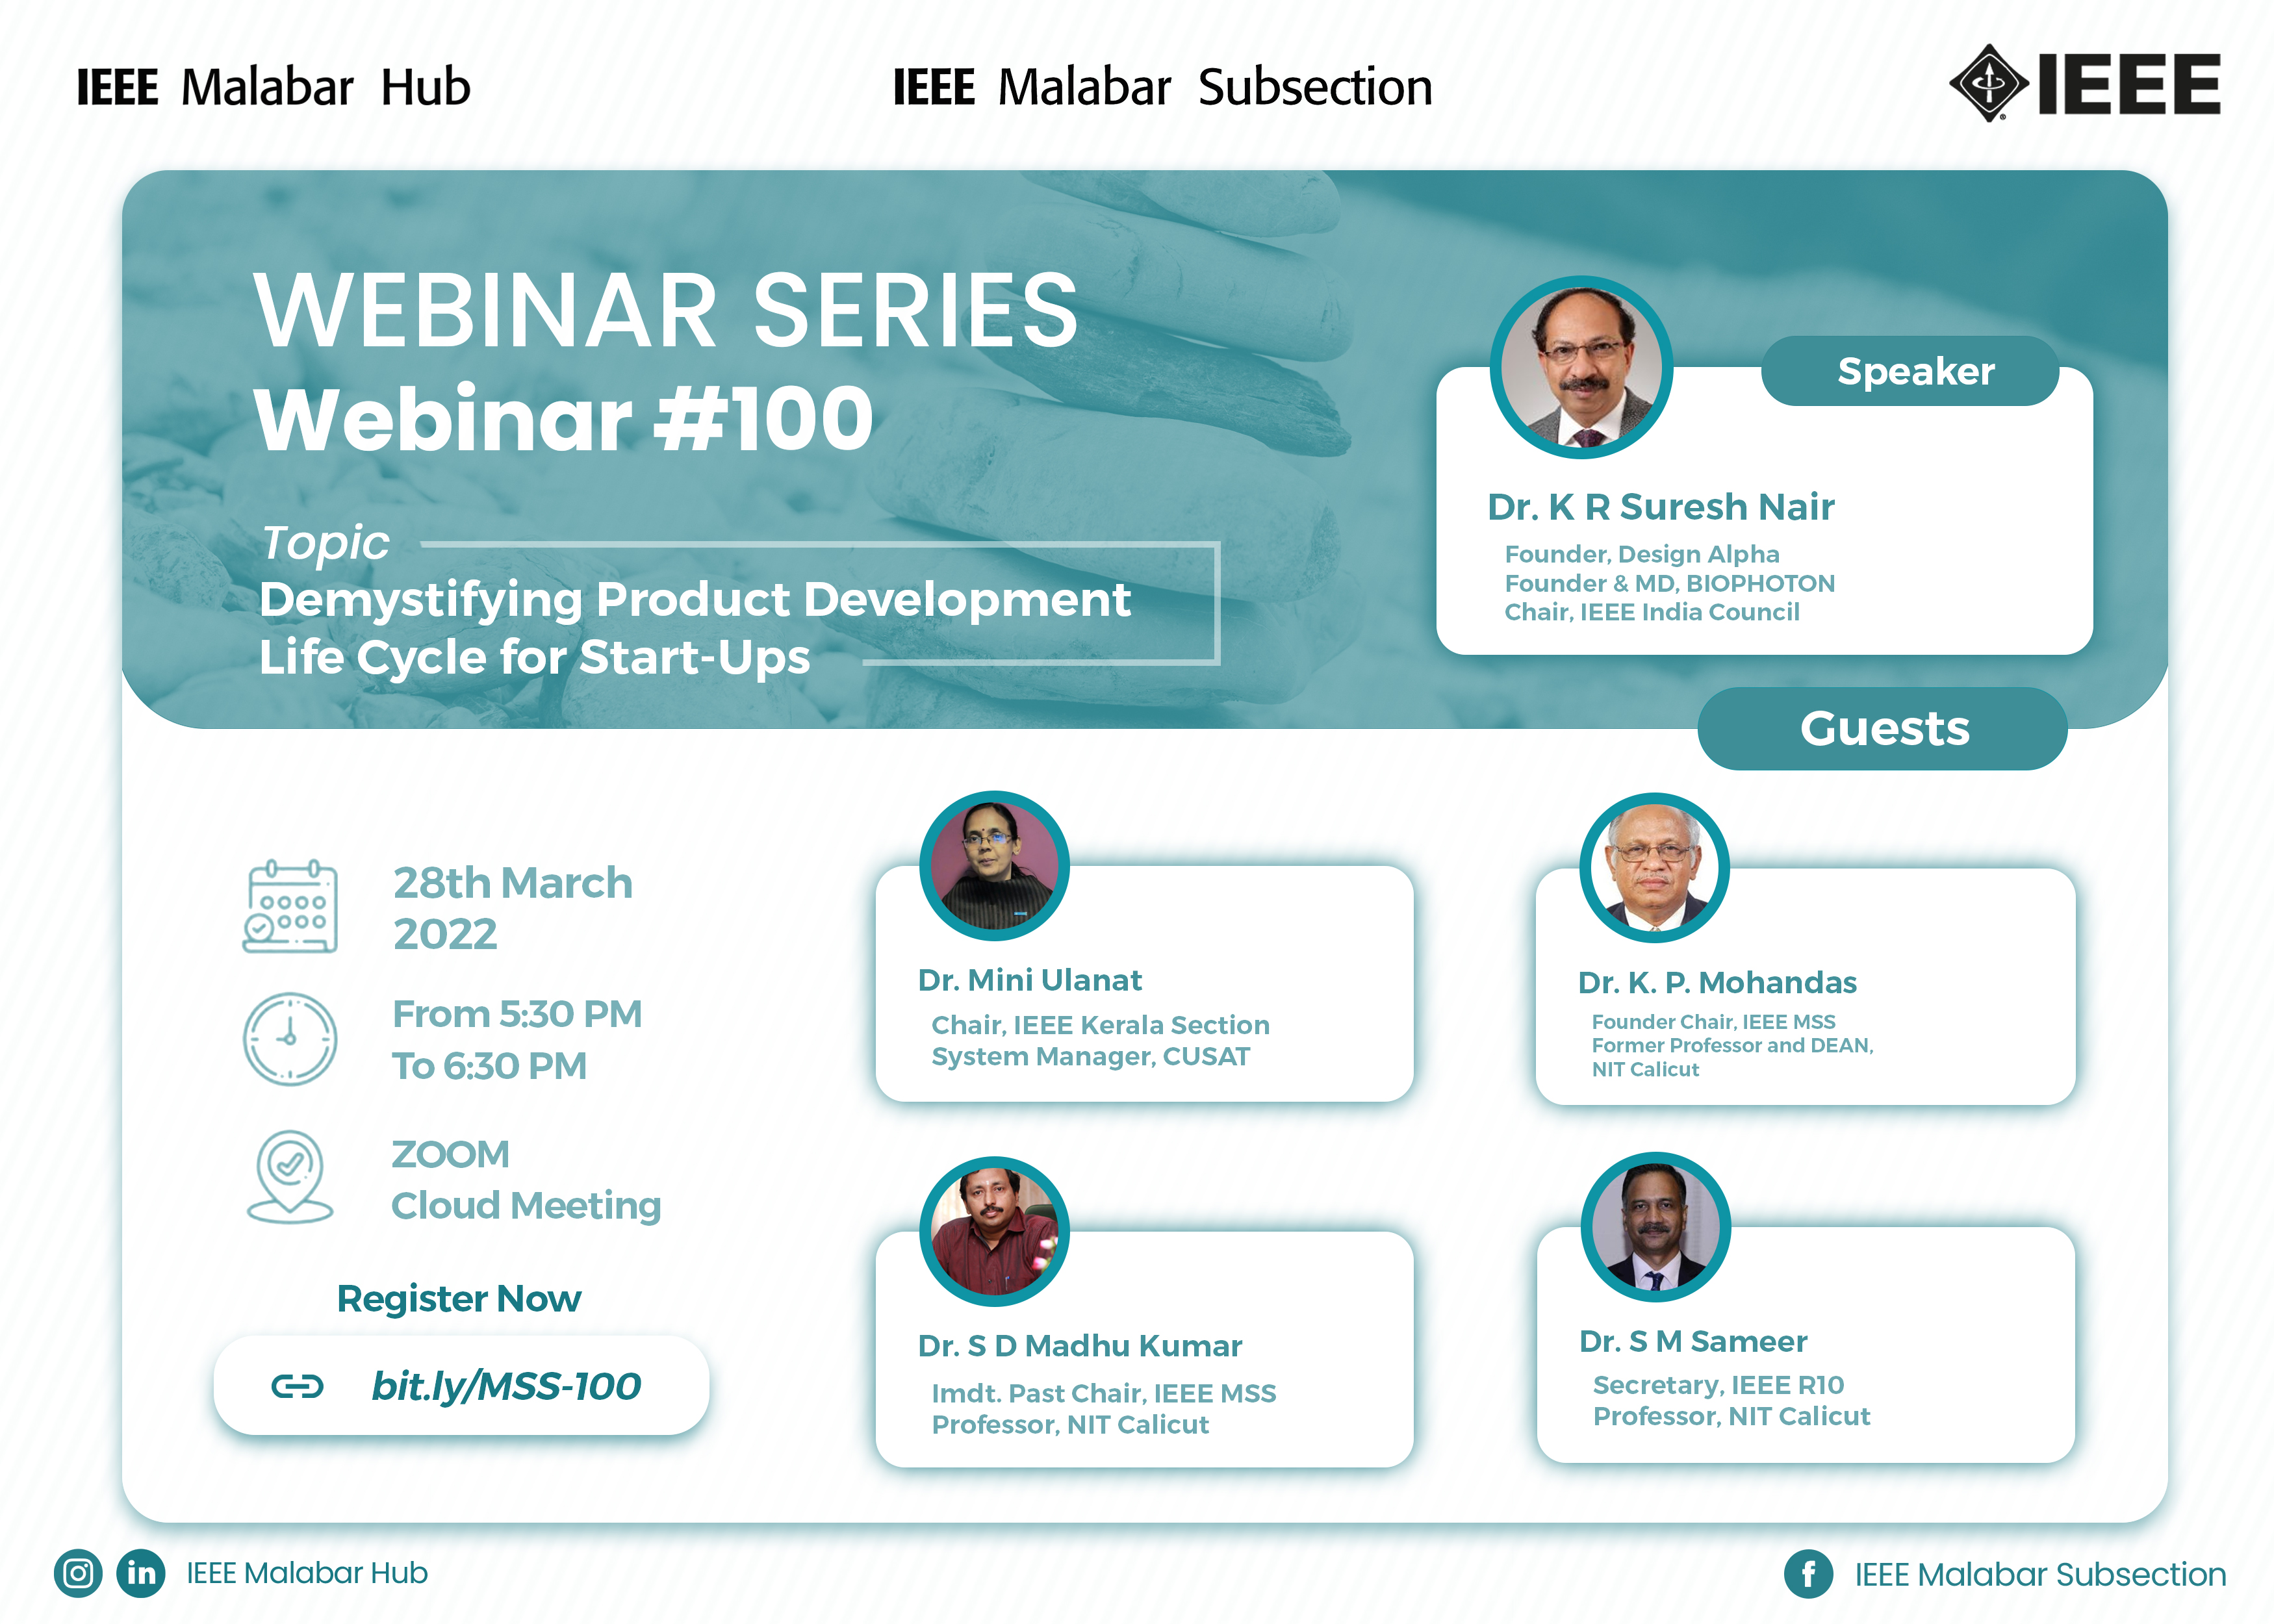 IEEE Malabar Hub
IEEE Malabar Subsection
IEEE
WEBINAR SERIES
Webinar #100
Topic
Demystifying Product Development
Life Cycle for Start-Ups
Speaker
Dr. K R Suresh Nair
Founder, Design Alpha
Founder & MD, BIOPHOTON
Chair, IEEE India Council
Guests
28th March
2022
From 5:30 PM
To 6:30 PM
ZOOM
Cloud Meeting
Register Now
bit.ly/MSS-100
Dr. Mini Ulanat
Chair, IEEE Kerala Section
System Manager, CUSAT
Dr. K. P. Mohandas
Founder Chair, IEEE MSS
Former Professor and DEAN,
NIT Calicut
Dr. S D Madhu Kumar
Imdt. Past Chair, IEEE MSS
Professor, NIT Calicut
Dr. S M Sameer
Secretary, IEEE R10
Professor, NIT Calicut
IEEE Malabar Hub
IEEE Malabar Subsection